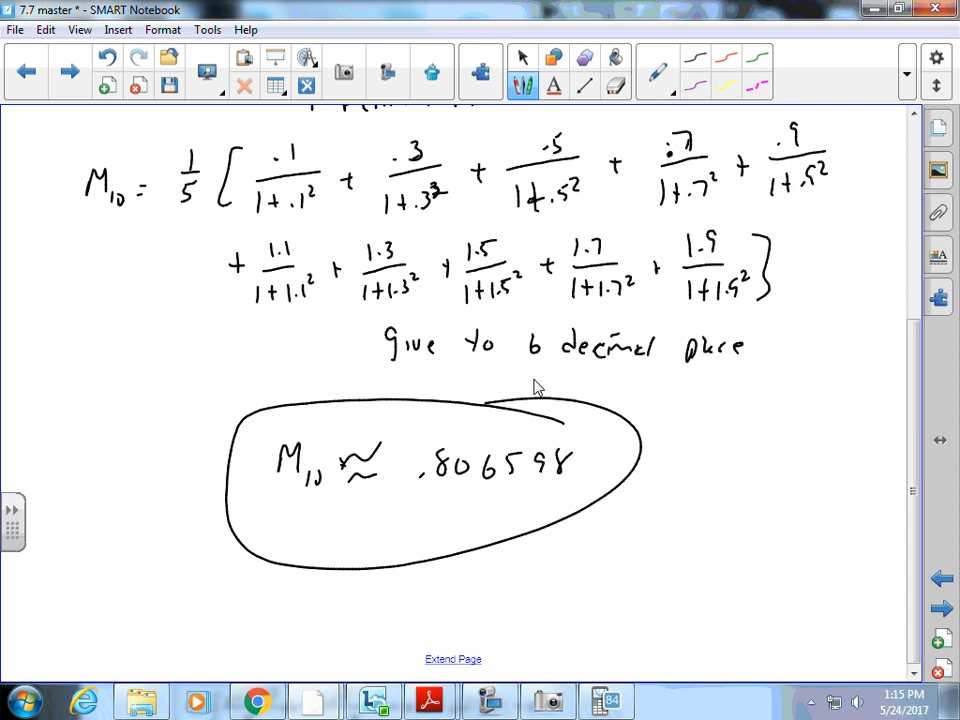 7.7 master * - SMART Notebook
File Edit View Insert Format Tools Help
M₁₀ = 1/5 [ .1/(1+.1²) + .3/(1+.3²) + .5/(1+.5²) + .7/(1+.7²) + .9/(1+.9²)
+ 1.1/(1+1.1²) + 1.3/(1+1.3²) + 1.5/(1+1.5²) + 1.7/(1+1.7²) + 1.9/(1+1.9²) ]
Give to 6 decimal place
M₁₀ ≈ .806598
Extend Page
84
1:15 PM
5/24/2017